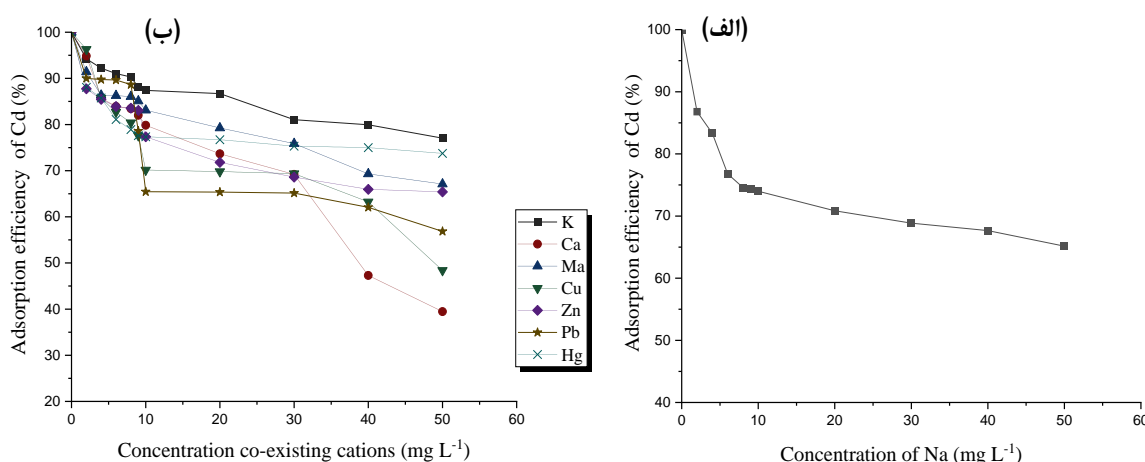 (ب)
Adsorption efficiency of Cd (%)
100
90
80
70
60
50
40
30
20
0 10 20 30 40 50 60
Concentration co-existing cations (mg L⁻¹)
K
Ca
Ma
Cu
Zn
Pb
Hg
(الف)
Adsorption efficiency of Cd (%)
100
90
80
70
60
50
40
0 10 20 30 40 50 60
Concentration of Na (mg L⁻¹)